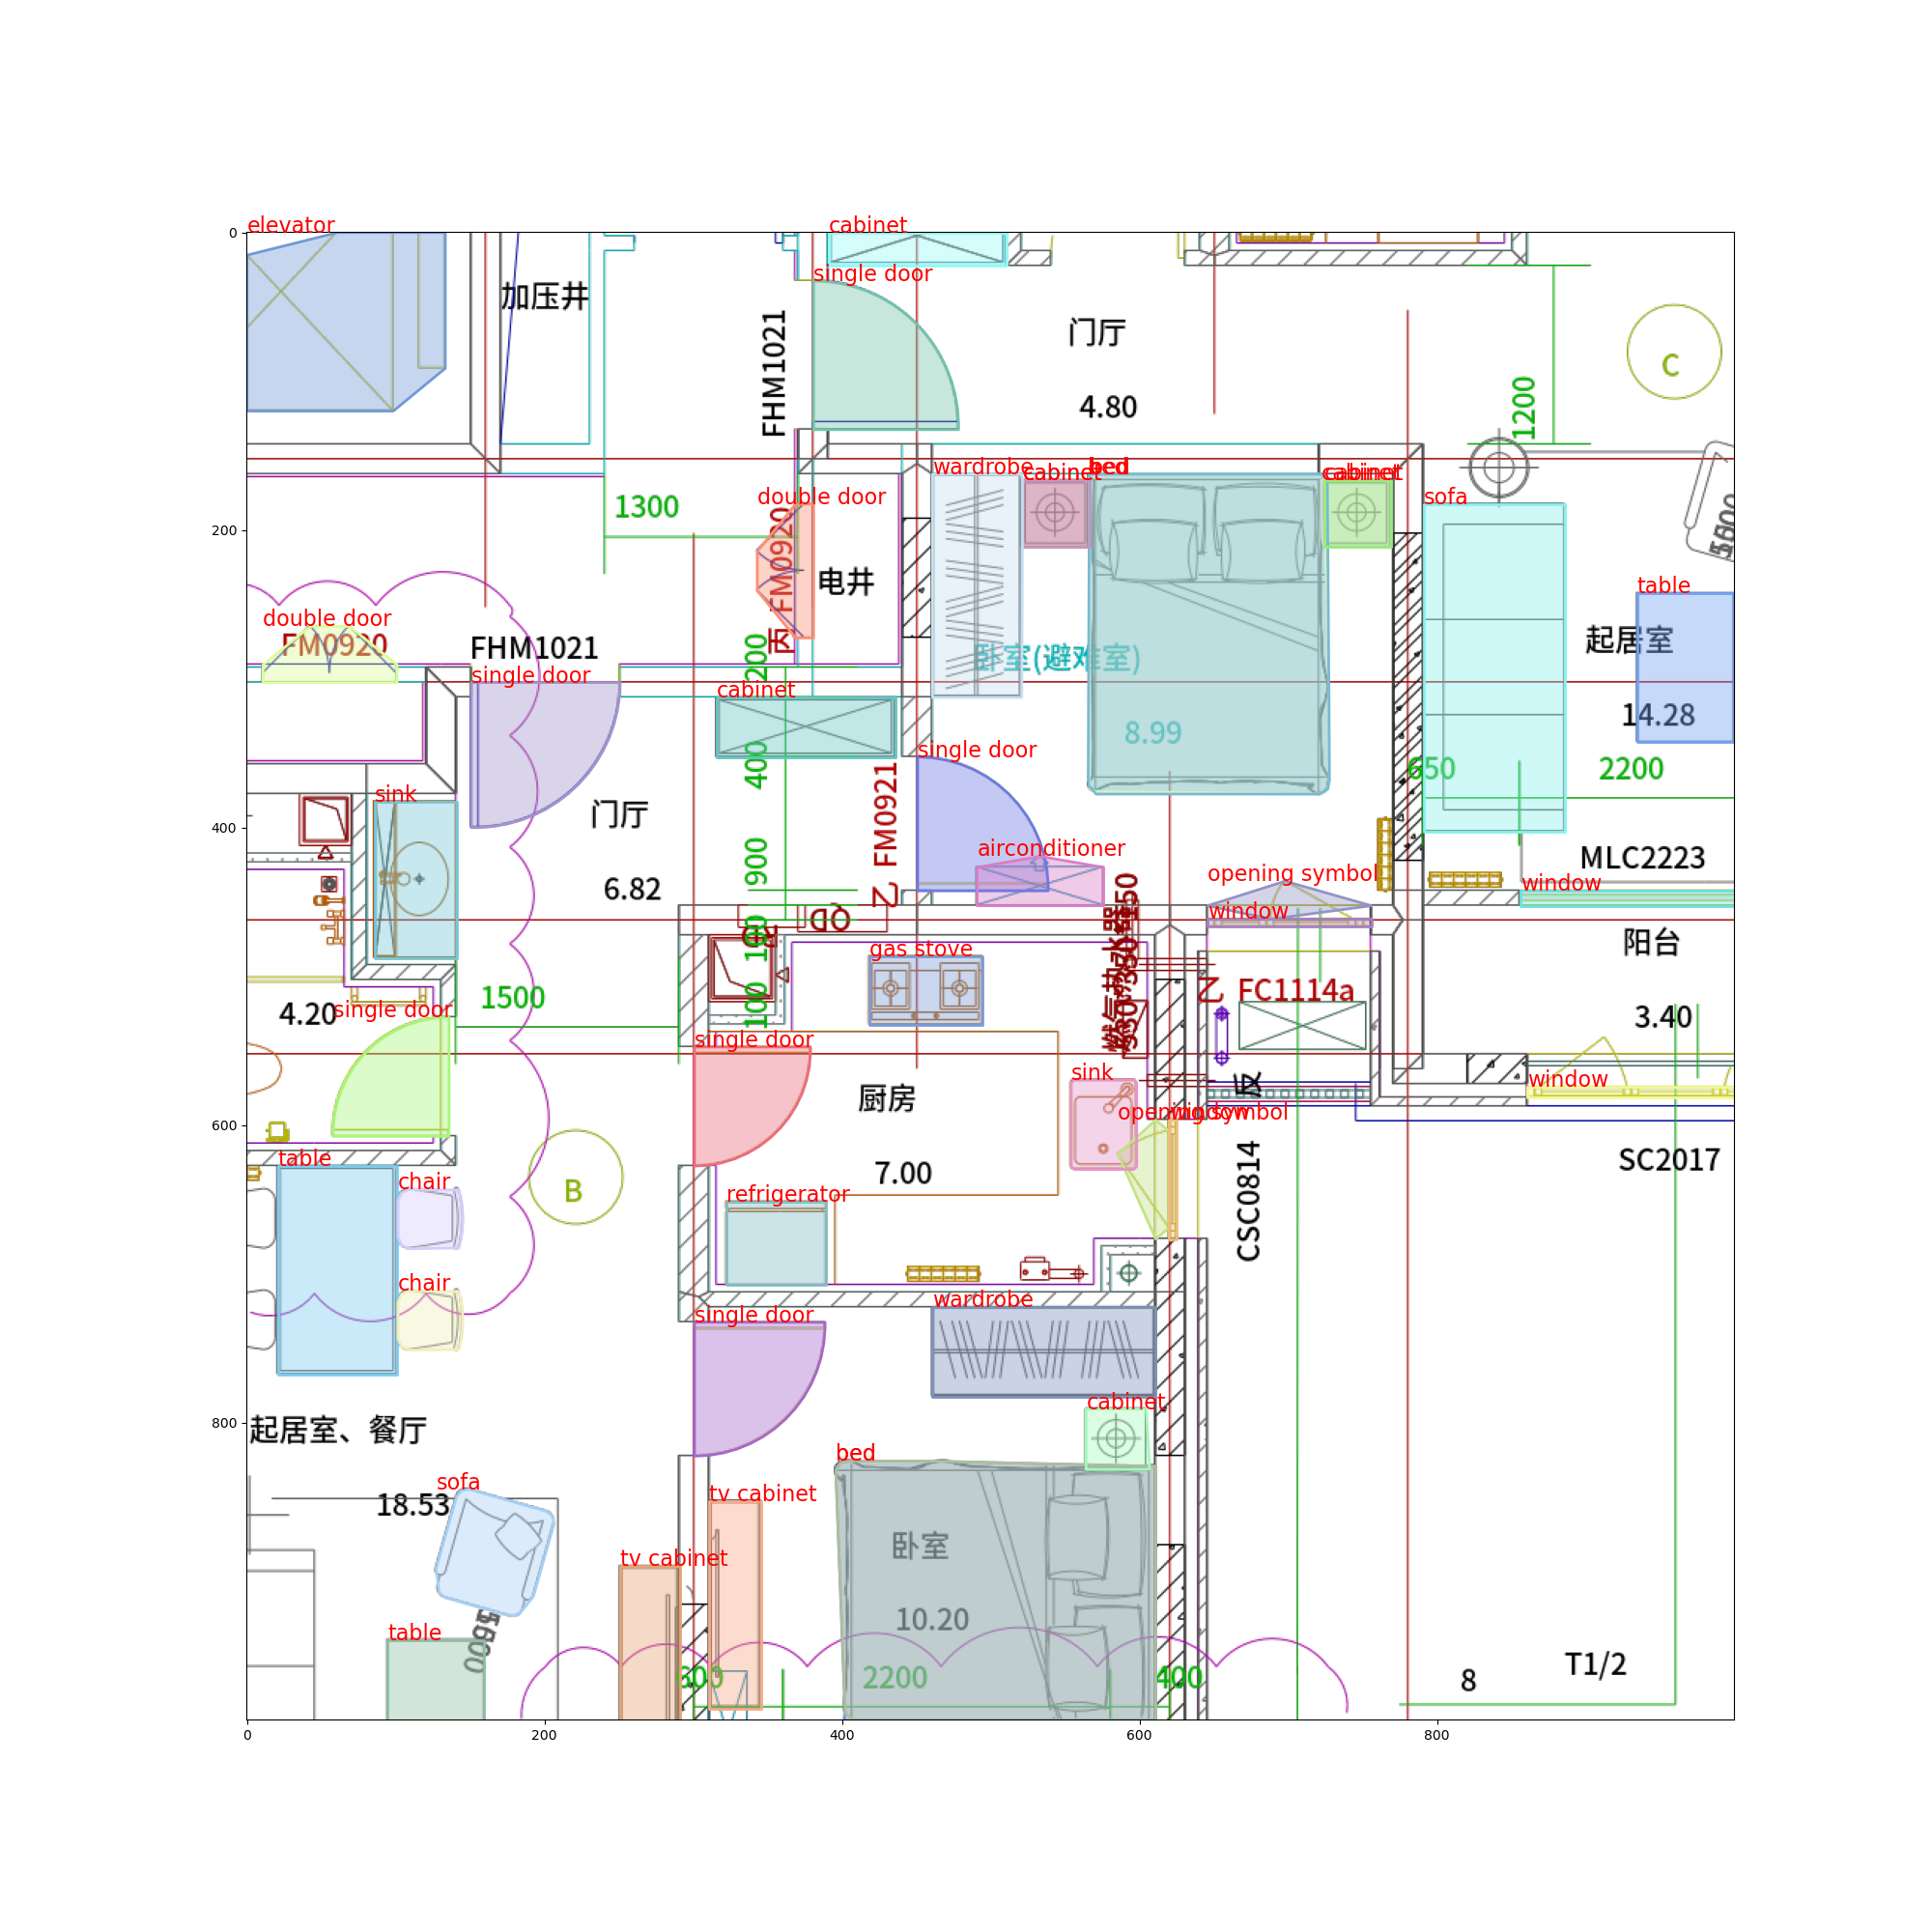 elevator
cabinet
0
single door
加压井
FHM1021
门厅
4.80
C
1200
wardrobe
cabinet
bed
cabinet
sofa
double door
1300
FM0920
丙
200
电井
200
table
double door
FM0920
FHM1021
single door
起居室
卧室(避难室)
cabinet
14.28
8.99
single door
650
2200
400
sink
门厅
400
FM0921
乙
airconditioner
MLC2223
900
6.82
opening symbol
window
window
gas stove
阳台
4.20
single door
1500
100
乙
FC1114a
3.40
single door
sink
厨房
window
opening symbol
window
600
table
chair
B
7.00
CSC0814
SC2017
refrigerator
chair
single door
wardrobe
800
起居室、餐厅
cabinet
bed
sofa
18.53
tv cabinet
卧室
tv cabinet
10.20
table
600
2200
400
T1/2
8
0
200
400
600
800